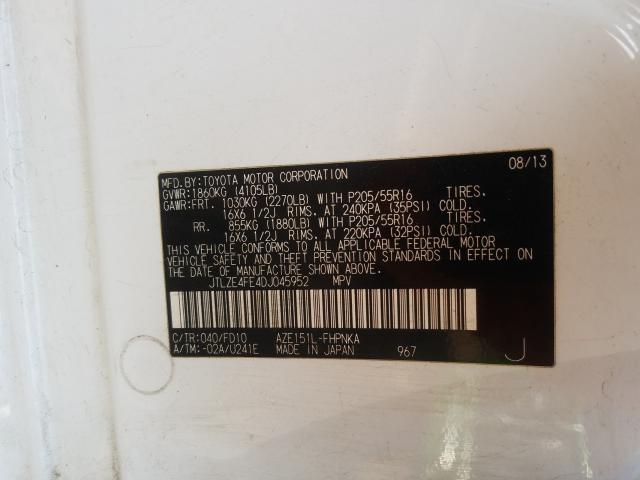 MFD.BY:TOYOTA MOTOR CORPORATION 08/13
GVWR:1860KG (4105LB)
GAWR:FRT. 1030KG (2270LB) WITH P205/55R16 TIRES.
16X6 1/2J RIMS. AT 240KPA (35PSI) COLD.
RR. 855KG (1880LB) WITH P205/55R16 TIRES.
16X6 1/2J RIMS. AT 220KPA (32PSI) COLD.
THIS VEHICLE CONFORMS TO ALL APPLICABLE FEDERAL MOTOR
VEHICLE SAFETY AND THEFT PREVENTION STANDARDS IN EFFECT ON
THE DATE OF MANUFACTURE SHOWN ABOVE.
JTLZE4FE4DJ045952 MPV
C/TR:040/FD10 AZE151L-FHPNKA
A/TM:-02A/U241E MADE IN JAPAN 967 J